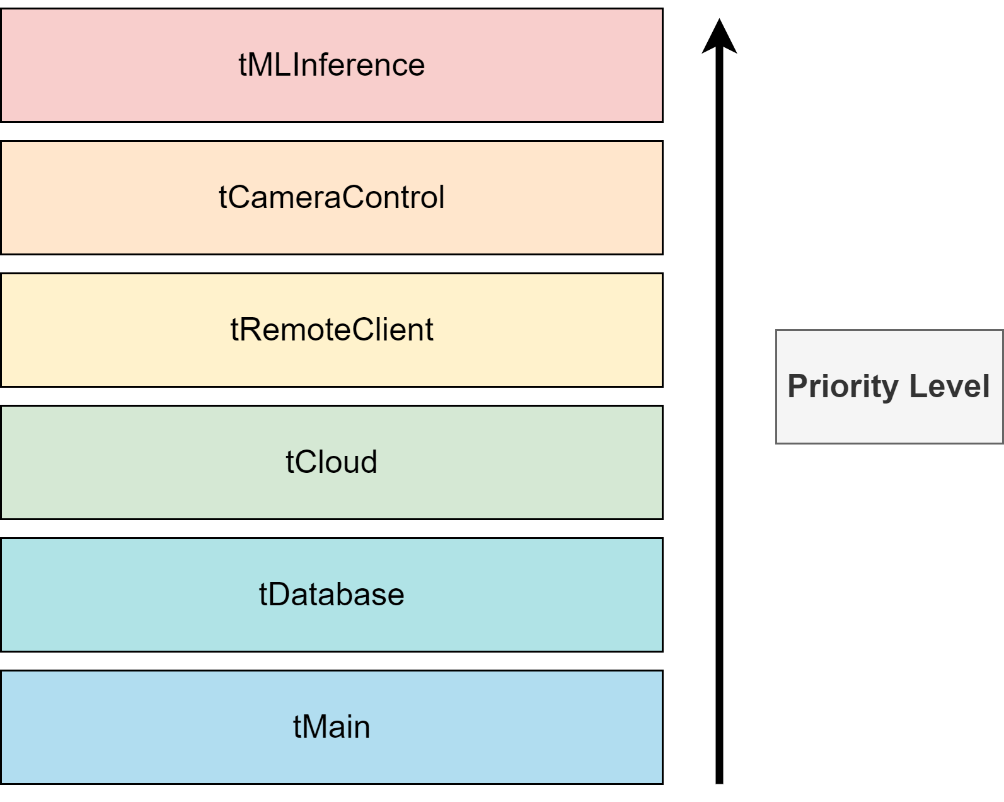 tMLInference
tCameraControl
tRemoteClient
Priority Level
tCloud
tDatabase
tMain